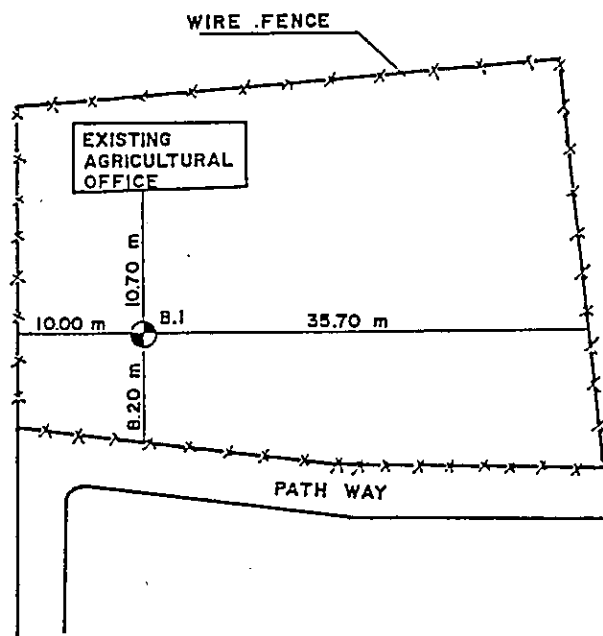 WIRE .FENCE
EXISTING
AGRICULTURAL
OFFICE
10.70 m
10.00 m
B.1
35.70 m
8.20 m
PATH WAY